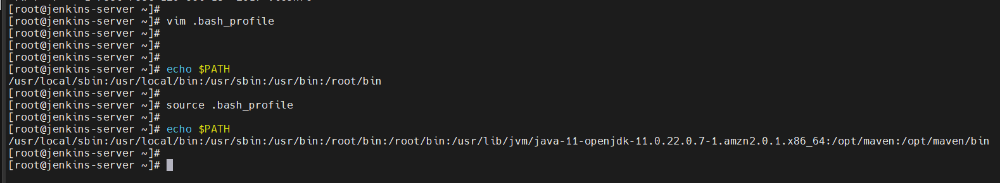 [root@jenkins-server ~]#
[root@jenkins-server ~]# vim .bash_profile
[root@jenkins-server ~]#
[root@jenkins-server ~]#
[root@jenkins-server ~]#
[root@jenkins-server ~]# echo $PATH
/usr/local/sbin:/usr/local/bin:/usr/sbin:/usr/bin:/root/bin
[root@jenkins-server ~]#
[root@jenkins-server ~]# source .bash_profile
[root@jenkins-server ~]#
[root@jenkins-server ~]# echo $PATH
/usr/local/sbin:/usr/local/bin:/usr/sbin:/usr/bin:/root/bin:/root/bin:/usr/lib/jvm/java-11-openjdk-11.0.22.0.7-1.amzn2.0.1.x86_64:/opt/maven:/opt/maven/bin
[root@jenkins-server ~]#
[root@jenkins-server ~]#